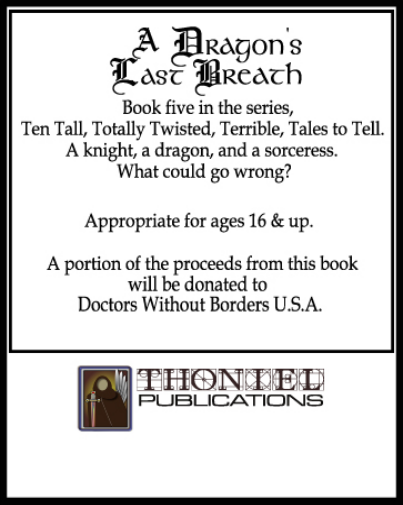 A Dragon's
Last Breath
Book five in the series,
Ten Tall, Totally Twisted, Terrible, Tales to Tell.
A knight, a dragon, and a sorceress.
What could go wrong?
Appropriate for ages 16 & up.
A portion of the proceeds from this book
will be donated to
Doctors Without Borders U.S.A.
THONIEL
PUBLICATIONS